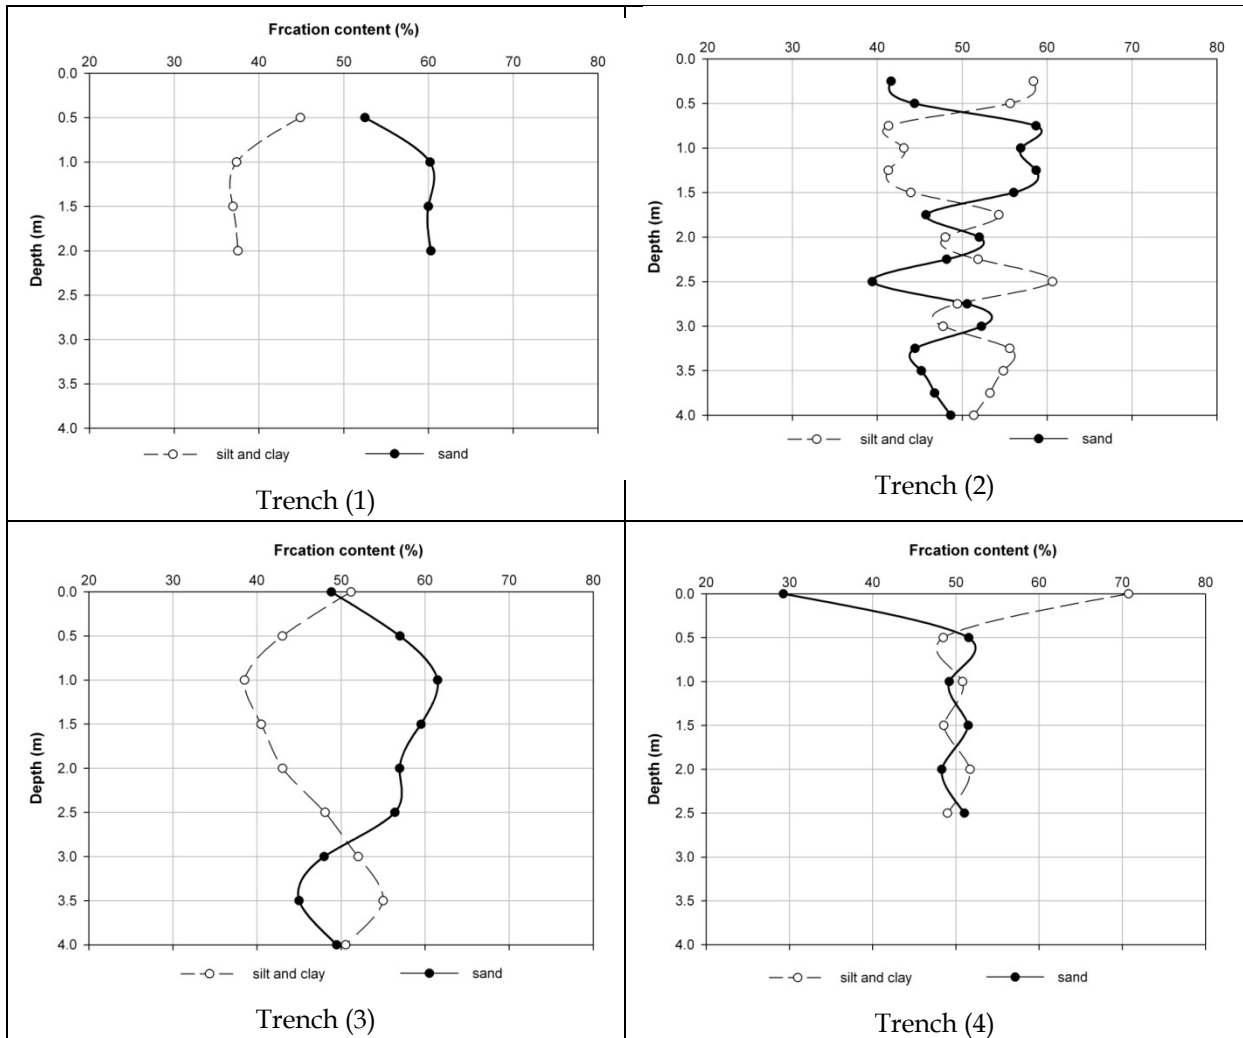 Frcation content (%)
20 30 40 50 60 70 80
0.0
0.5
1.0
1.5
2.0
2.5
3.0
3.5
4.0
Depth (m)
silt and clay sand
Trench (1)
20 30 40 50 60 70 80
0.0
0.5
1.0
1.5
2.0
2.5
3.0
3.5
4.0
Depth (m)
silt and clay sand
Trench (2)
Frcation content (%)
20 30 40 50 60 70 80
0.0
0.5
1.0
1.5
2.0
2.5
3.0
3.5
4.0
Depth (m)
silt and clay sand
Trench (3)
Frcation content (%)
20 30 40 50 60 70 80
0.0
0.5
1.0
1.5
2.0
2.5
3.0
3.5
4.0
Depth (m)
silt and clay sand
Trench (4)